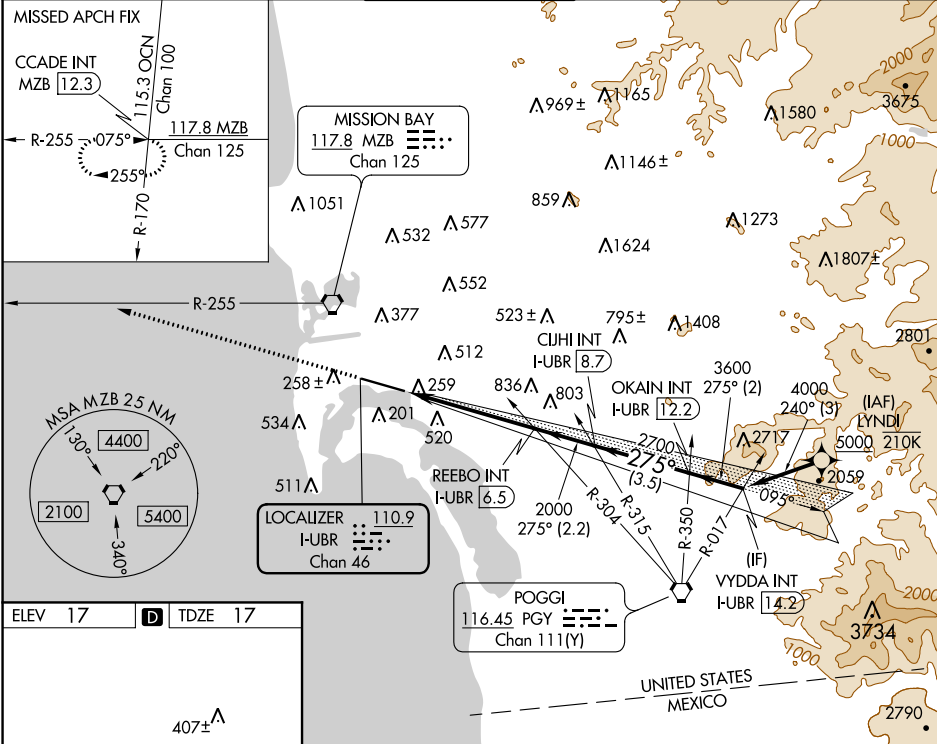 MISSED APCH FIX
CCADE INT
MZB 12.3
115.3 OCN
Chan 100
R-255
075°
117.8 MZB
Chan 125
255°
R-170
MISSION BAY
117.8 MZB
Chan 125
969±
1165
1580
2000
3675
1000
1146±
1051
859
577
532
1273
1624
1807±
552
R-255
377
523±
795±
1408
CIJHI INT
I-UBR 8.7
512
2801
3600
275° (2)
OKAIN INT
I-UBR 12.2
4000
240° (3)
(IAF)
LYNDI
5000 210K
258±
259
836
803
MSA MZB 25 NM
130°
4400
220°
2100
5400
340°
534
201
520
2700
275°
(3.5)
2717
2059
095°
REEBO INT
I-UBR 6.5
511
2000
275° (2.2)
R-304
R-315
R-350
R-017
LOCALIZER 110.9
I-UBR
Chan 46
(IF)
VYDDA INT
I-UBR 14.2
POGGI
116.45 PGY
Chan 111(Y)
2000
3734
1000
ELEV 17
D
TDZE 17
UNITED STATES
MEXICO
407±
2790